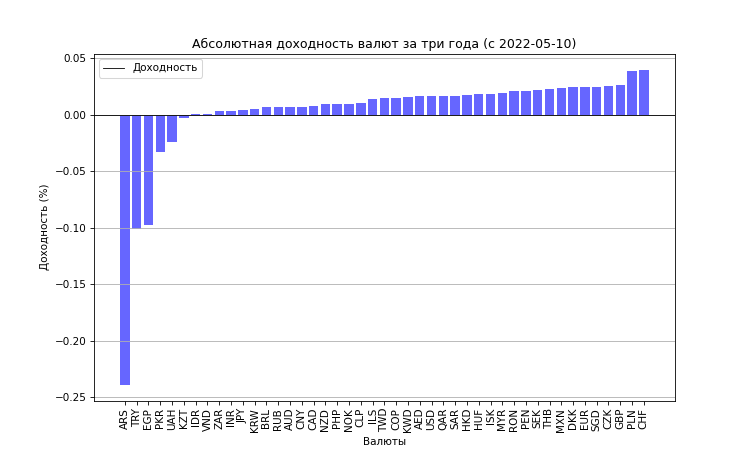 Абсолютная доходность валют за три года (с 2022-05-10)
Доходность
Доходность (%)
0.05
0.00
−0.05
−0.10
−0.15
−0.20
−0.25
ARS TRY EGP PKR UAH KZT IDR VND ZAR INR JPY KRW BRL RUB AUD CNY CAD NZD PHP NOK CLP ILS TWD COP KWD AED USD QAR SAR HKD HUF ISK MYR RON PEN SEK THB MXN DKK EUR SGD CZK GBP PLN CHF
Валюты